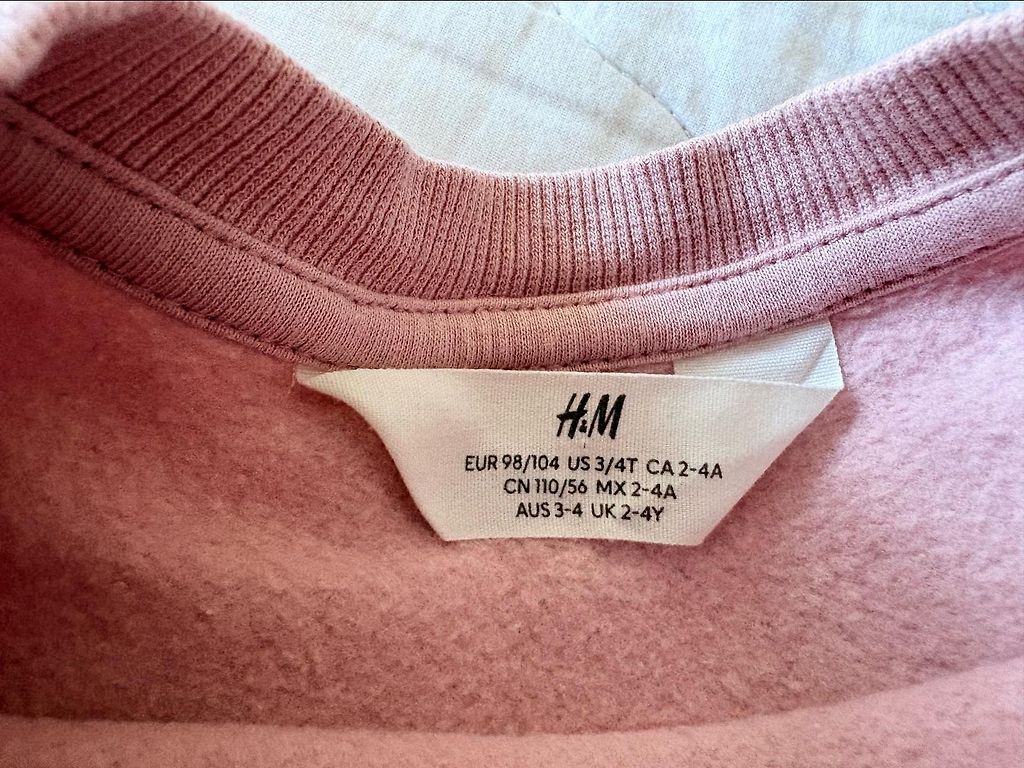 H&M
EUR 98/104 US 3/4T CA 2-4A
CN 110/56 MX 2-4A
AUS 3-4 UK 2-4Y